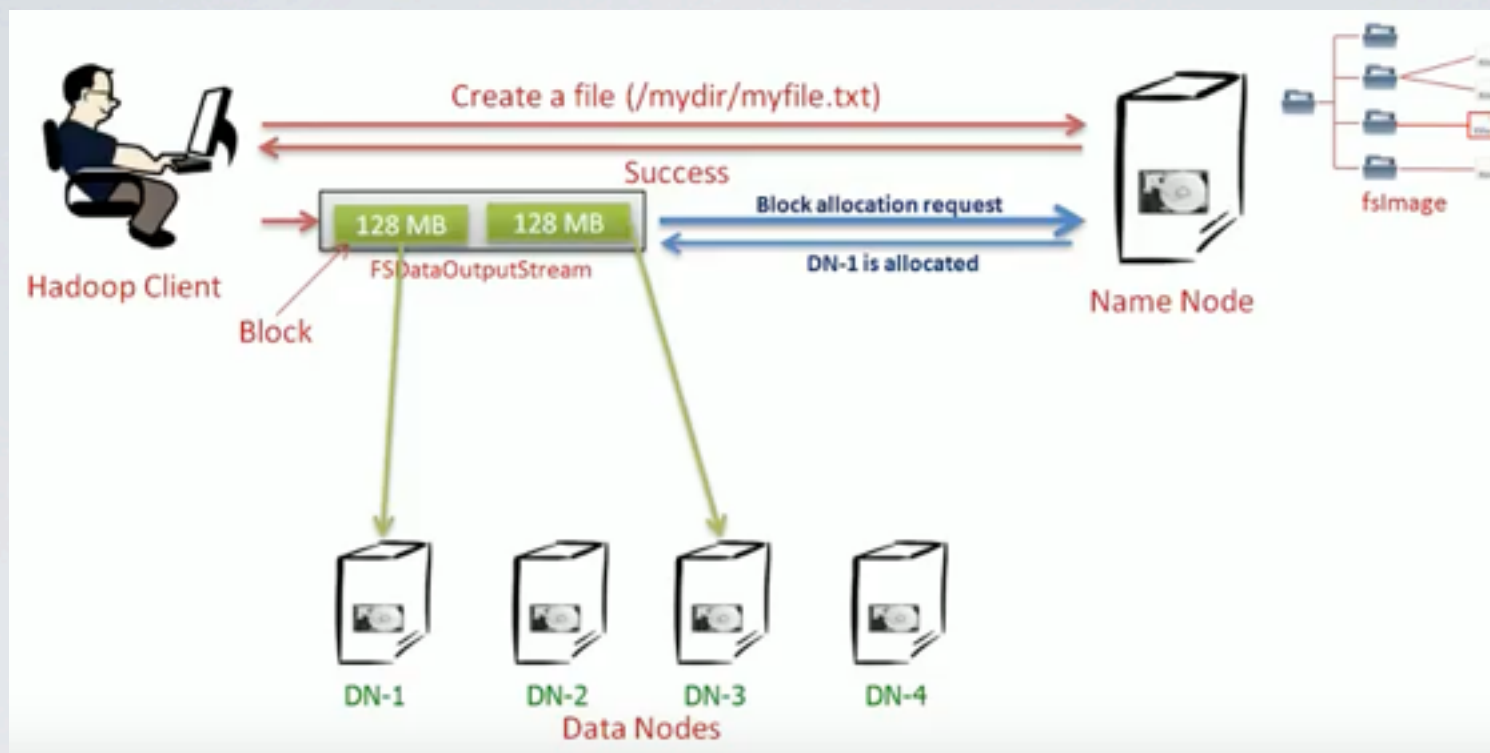 Create a file (/mydir/myfile.txt)
Success
128 MB 128 MB
Block allocation request
fsImage
FSDataOutputStream
DN-1 is allocated
Hadoop Client
Name Node
Block
DN-1 DN-2 DN-3 DN-4
Data Nodes